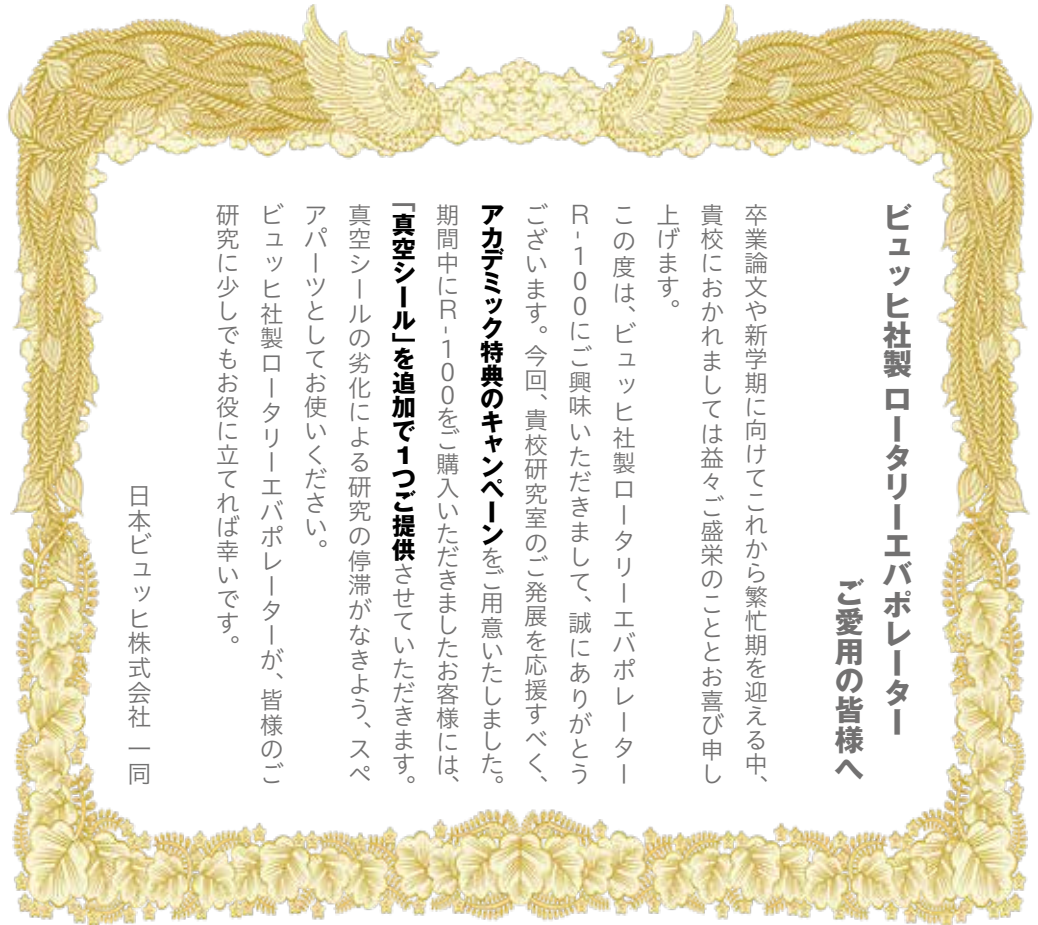 ビュッヒ社製 ロータリーエバポレーター
ご愛用の皆様へ
卒業論文や新学期に向けてこれから繁忙期を迎える中、
貴校におかれましては益々ご盛栄のこととお喜び申し
上げます。
この度は、ビュッヒ社製ロータリーエバポレーター
R-100にご興味いただきまして、誠にありがとう
ございます。今回、貴校研究室のご発展を応援すべく、
アカデミック特典のキャンペーンをご用意いたしました。
期間中にR-100をご購入いただきましたお客様には、
「真空シール」を追加で1つご提供させていただきます。
真空シールの劣化による研究の停滞がなきよう、スペ
アパーツとしてお使いください。
ビュッヒ社製ロータリーエバポレーターが、皆様のご
研究に少しでもお役に立てれば幸いです。
日本ビュッヒ株式会社 一同